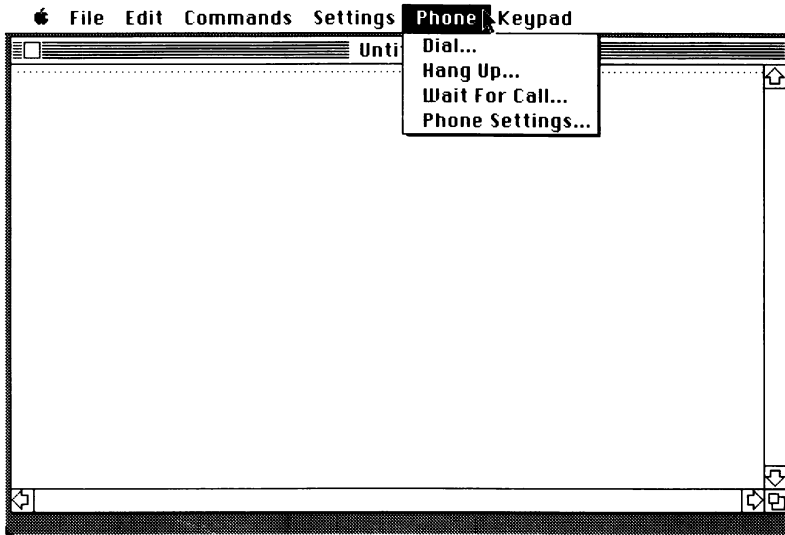 File Edit Commands Settings Phone Keypad
Unti
Dial...
Hang Up...
Wait For Call...
Phone Settings...